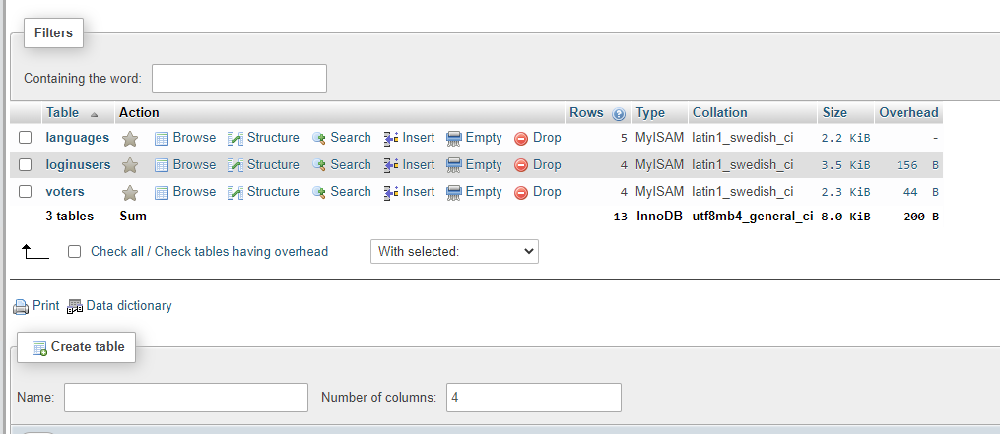 Filters
Containing the word:
Table Action Rows Type Collation Size Overhead
languages Browse Structure Search Insert Empty Drop 5 MyISAM latin1_swedish_ci 2.2 KiB -
loginusers Browse Structure Search Insert Empty Drop 4 MyISAM latin1_swedish_ci 3.5 KiB 156 B
voters Browse Structure Search Insert Empty Drop 4 MyISAM latin1_swedish_ci 2.3 KiB 44 B
3 tables Sum 13 InnoDB utf8mb4_general_ci 8.0 KiB 200 B
Check all / Check tables having overhead With selected:
Print Data dictionary
Create table
Name: Number of columns: 4